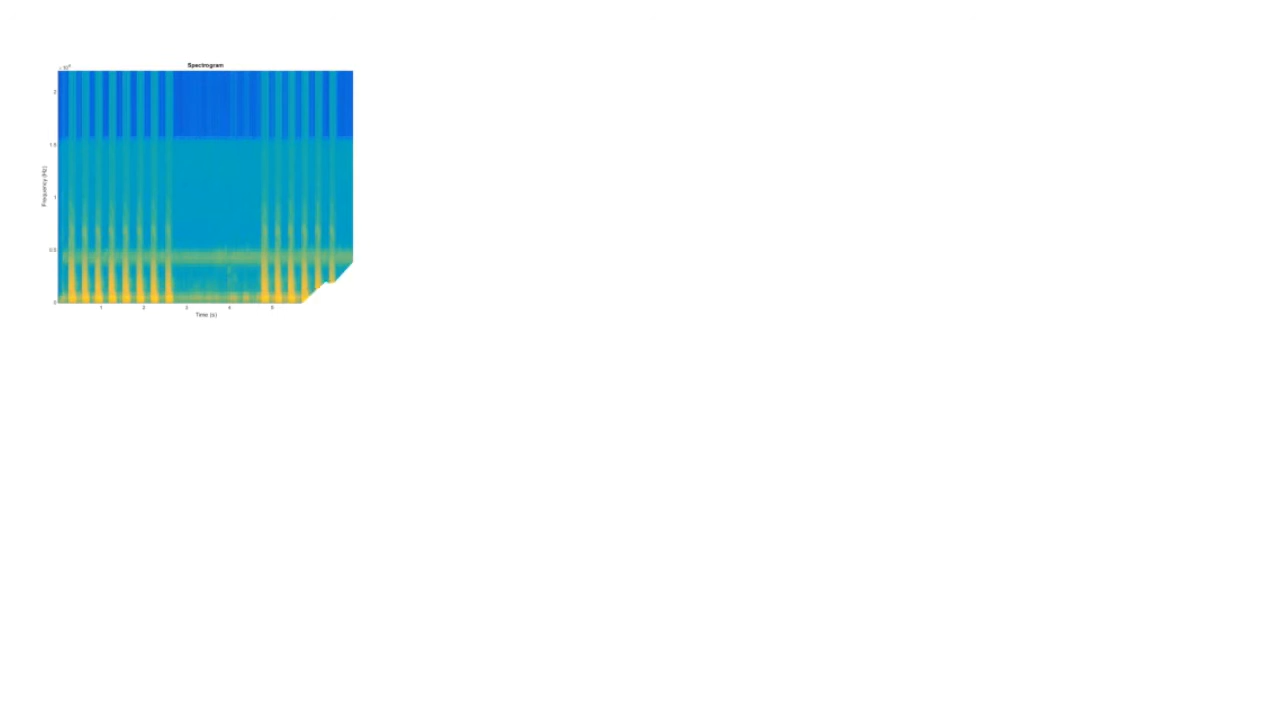 Spectrogram
× 10⁴
2
1.5
1
0.5
0
Frequency (Hz)
1 2 3 4 5
Time (s)